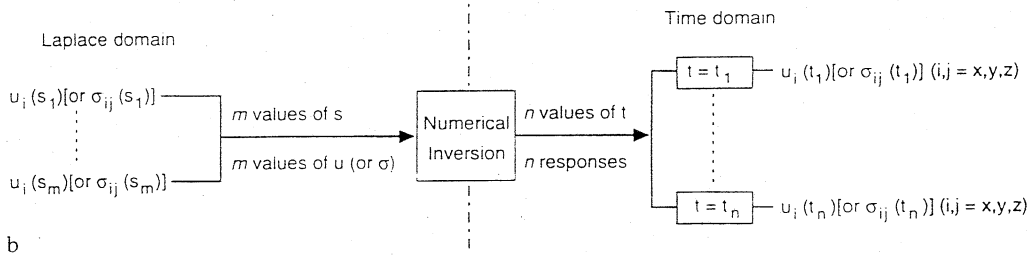 Laplace domain
Time domain
u_i (s_1)[or σ_ij (s_1)]
u_i (s_m)[or σ_ij (s_m)]
m values of s
m values of u (or σ)
Numerical
Inversion
n values of t
n responses
t = t_1
u_i (t_1)[or σ_ij (t_1)] (i,j = x,y,z)
t = t_n
u_i (t_n)[or σ_ij (t_n)] (i,j = x,y,z)
b